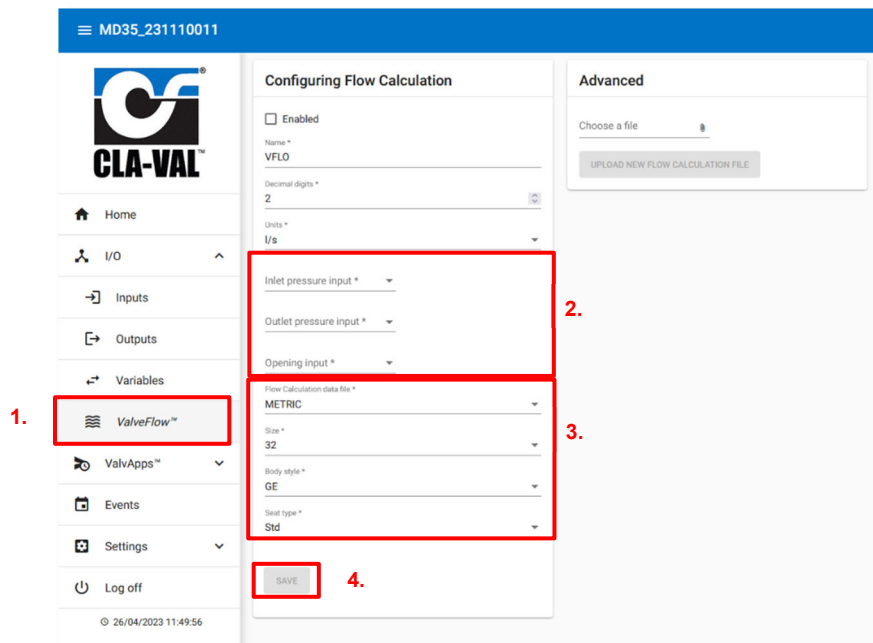 MD35_231110011
CLA-VAL™
®
Home
I/O
Inputs
Outputs
Variables
1.
ValveFlow™
ValvApps™
Events
Settings
Log off
26/04/2023 11:49:56
Configuring Flow Calculation
Enabled
Name *
VFLO
Decimal digits *
2
Units *
l/s
Inlet pressure input *
Outlet pressure input *
Opening input *
2.
Flow Calculation data file *
METRIC
Size *
32
Body style *
GE
Seat type *
Std
3.
SAVE
4.
Advanced
Choose a file
UPLOAD NEW FLOW CALCULATION FILE